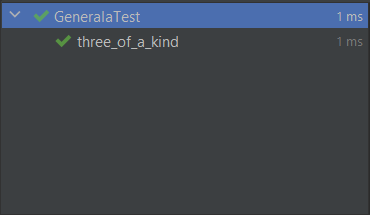 GeneralaTest 1 ms
three_of_a_kind 1 ms